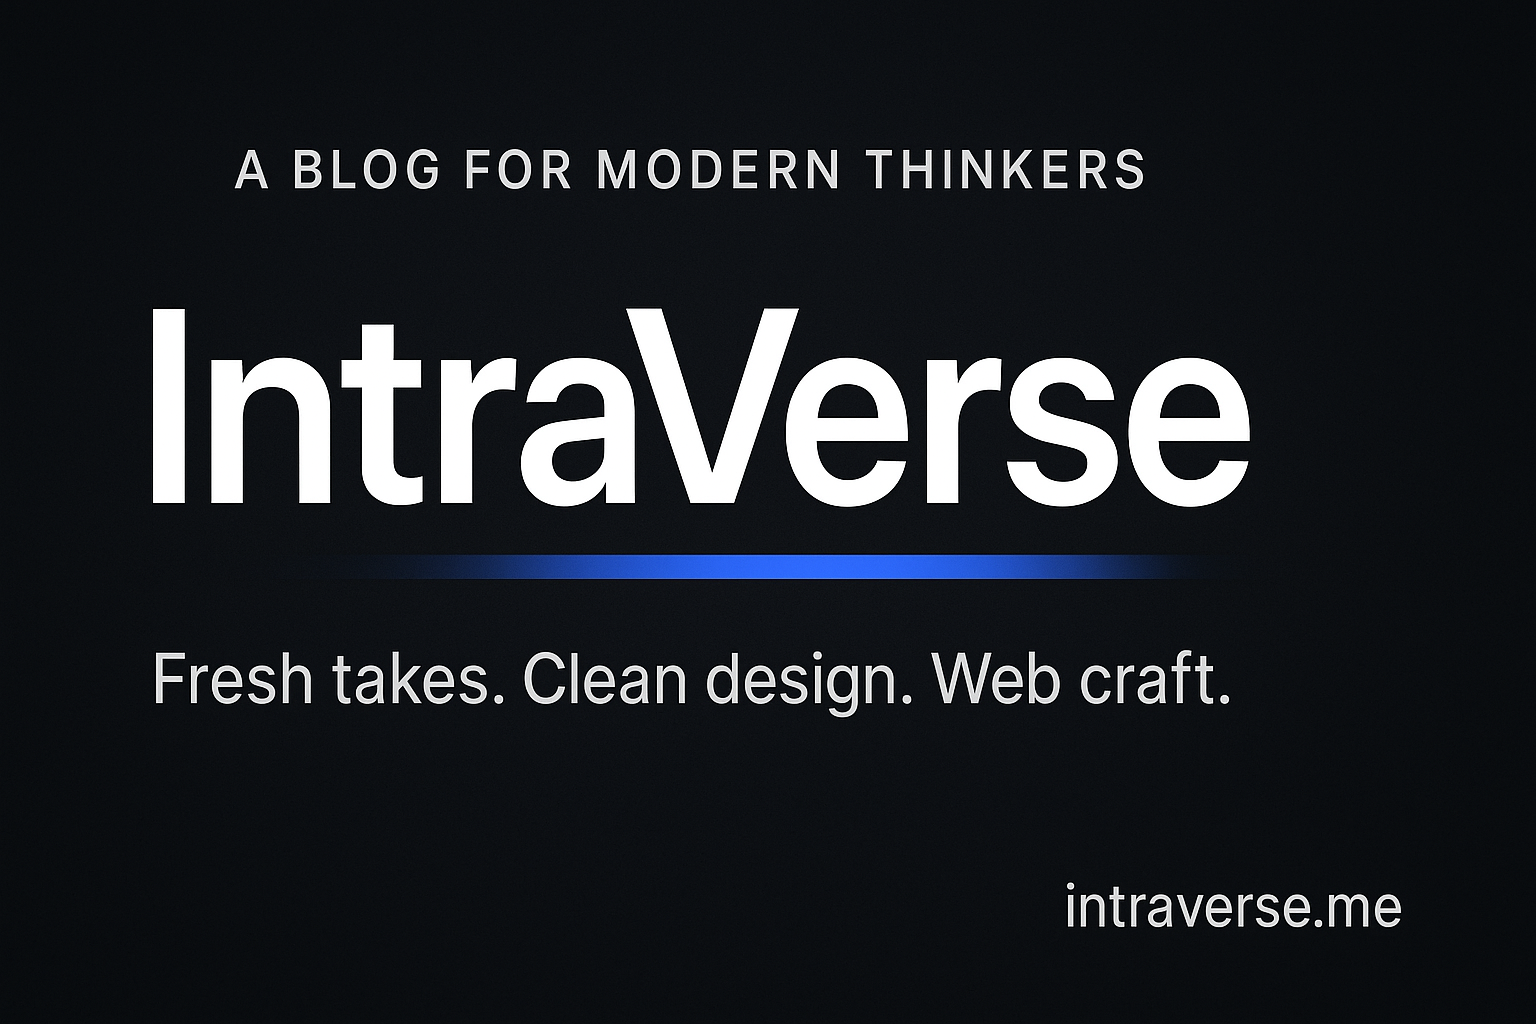 A BLOG FOR MODERN THINKERS
IntraVerse
Fresh takes. Clean design. Web craft.
intraverse.me